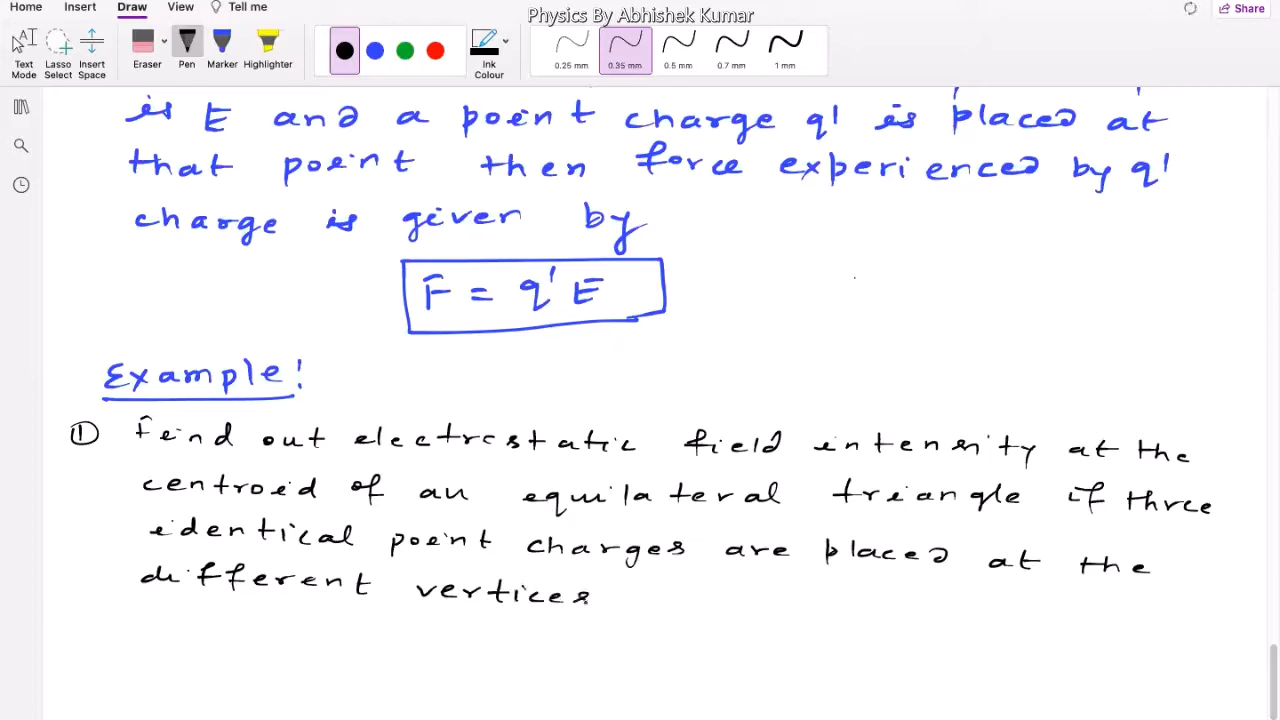 Home Insert Draw View Tell me
Physics By Abhishek Kumar
Share
Text Mode
Lasso Select
Insert Space
Eraser
Pen
Marker
Highlighter
Ink Colour
0.25 mm
0.35 mm
0.5 mm
0.7 mm
1 mm
is E and a point charge q' is placed at
that point then force experienced by q'
charge is given by
F = q' E
Example!
① Feind out electrostatic field intensity at the
centroid of an equilateral triangle if three
identical point charges are placed at the
different vertices